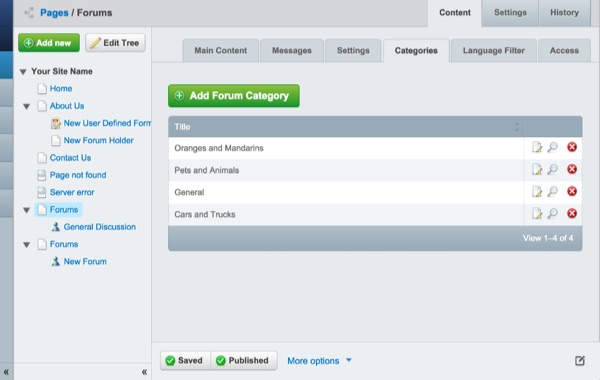 Pages / Forums
Content
Settings
History
Add new
Edit Tree
Your Site Name
Home
About Us
New User Defined Form
New Forum Holder
Contact Us
Page not found
Server error
Forums
General Discussion
Forums
New Forum
Main Content
Messages
Settings
Categories
Language Filter
Access
Add Forum Category
Title
Oranges and Mandarins
Pets and Animals
General
Cars and Trucks
View 1–4 of 4
«
«
Saved
Published
More options